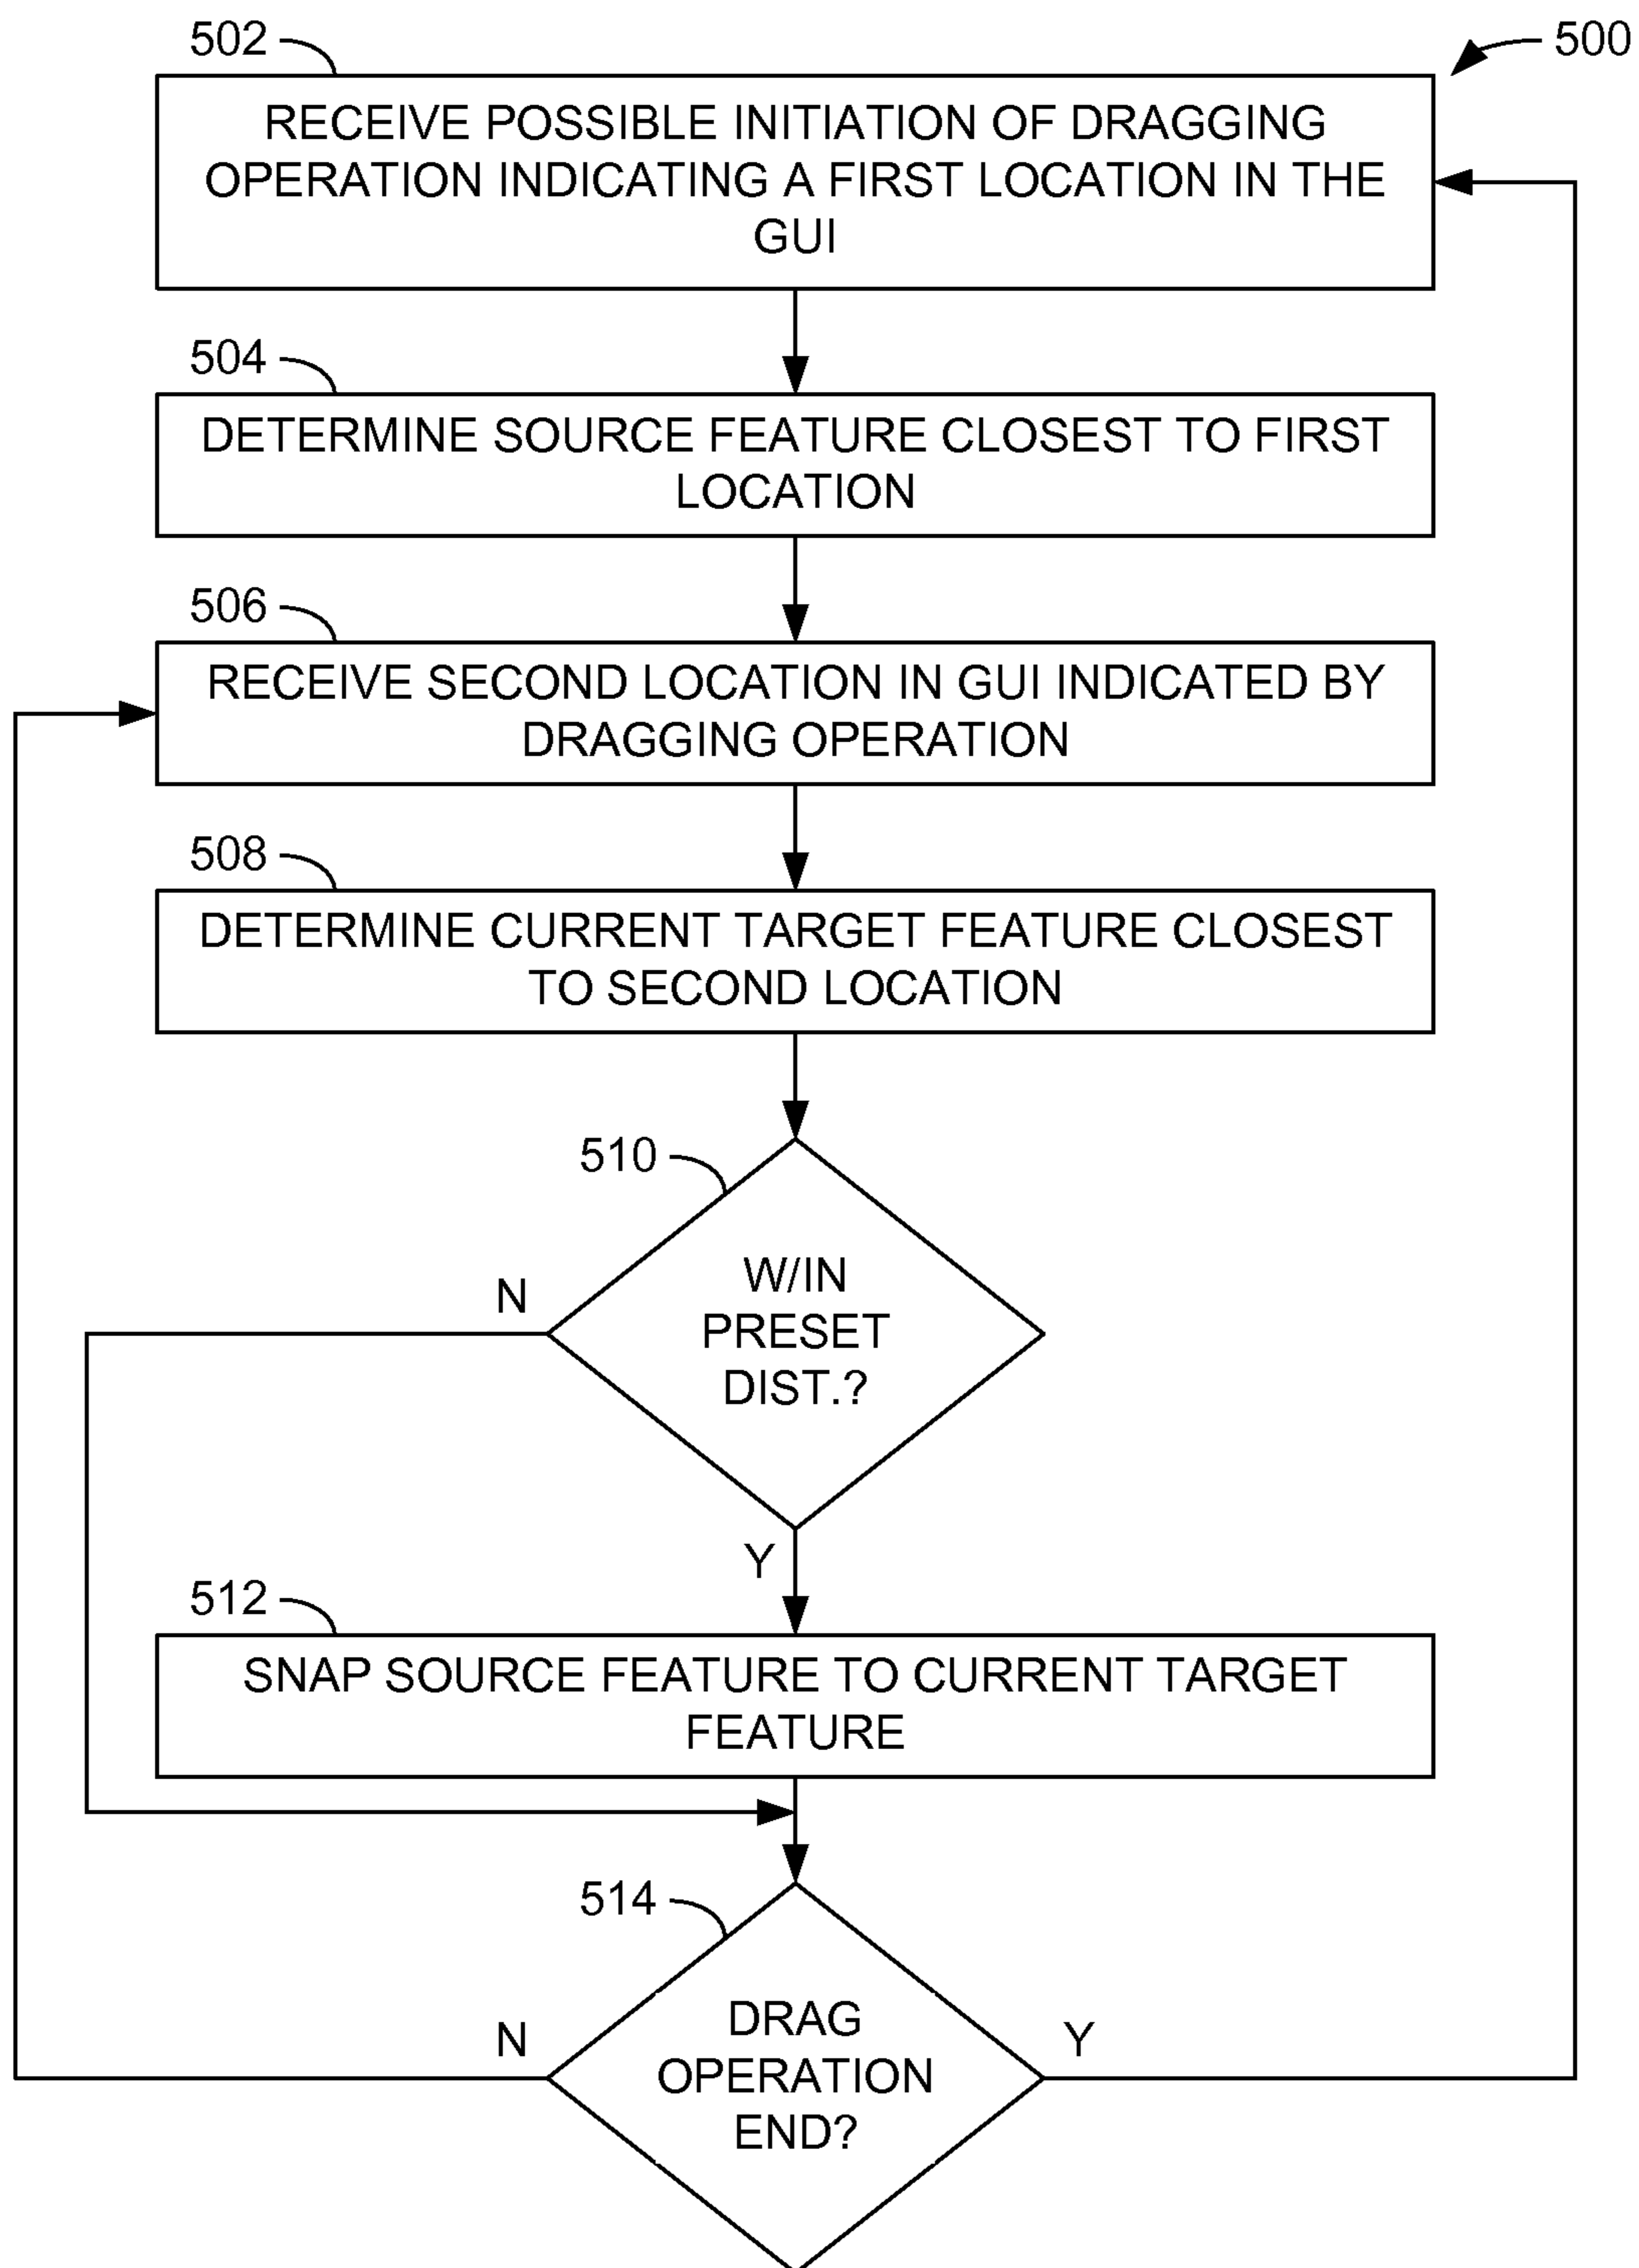 502
500
RECEIVE POSSIBLE INITIATION OF DRAGGING
OPERATION INDICATING A FIRST LOCATION IN THE
GUI
504
DETERMINE SOURCE FEATURE CLOSEST TO FIRST
LOCATION
506
RECEIVE SECOND LOCATION IN GUI INDICATED BY
DRAGGING OPERATION
508
DETERMINE CURRENT TARGET FEATURE CLOSEST
TO SECOND LOCATION
510
N
W/IN
PRESET
DIST.?
Y
512
SNAP SOURCE FEATURE TO CURRENT TARGET
FEATURE
514
N
DRAG
OPERATION
END?
Y